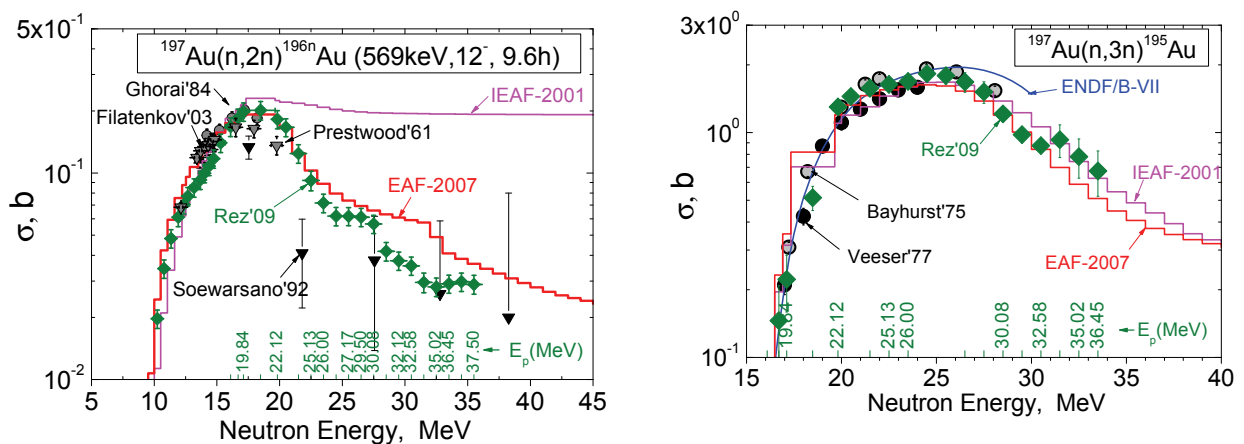 5x10⁻¹
¹⁹⁷Au(n,2n)¹⁹⁶ⁿAu (569keV,12⁻, 9.6h)
Ghorai'84
IEAF-2001
Filatenkov'03
Prestwood'61
10⁻¹
σ, b
Rez'09
EAF-2007
Soewarsano'92
19.84
22.12
25.13
26.00
27.17
29.50
30.08
32.12
32.58
35.02
36.45
37.50
E_p(MeV)
10⁻²
5 10 15 20 25 30 35 40 45
Neutron Energy, MeV
3x10⁰
¹⁹⁷Au(n,3n)¹⁹⁵Au
ENDF/B-VII
10⁰
σ, b
Rez'09
IEAF-2001
Bayhurst'75
Veeser'77
EAF-2007
19.84
22.12
25.13
26.00
30.08
32.58
35.02
36.45
E_p(MeV)
10⁻¹
15 20 25 30 35 40
Neutron Energy, MeV